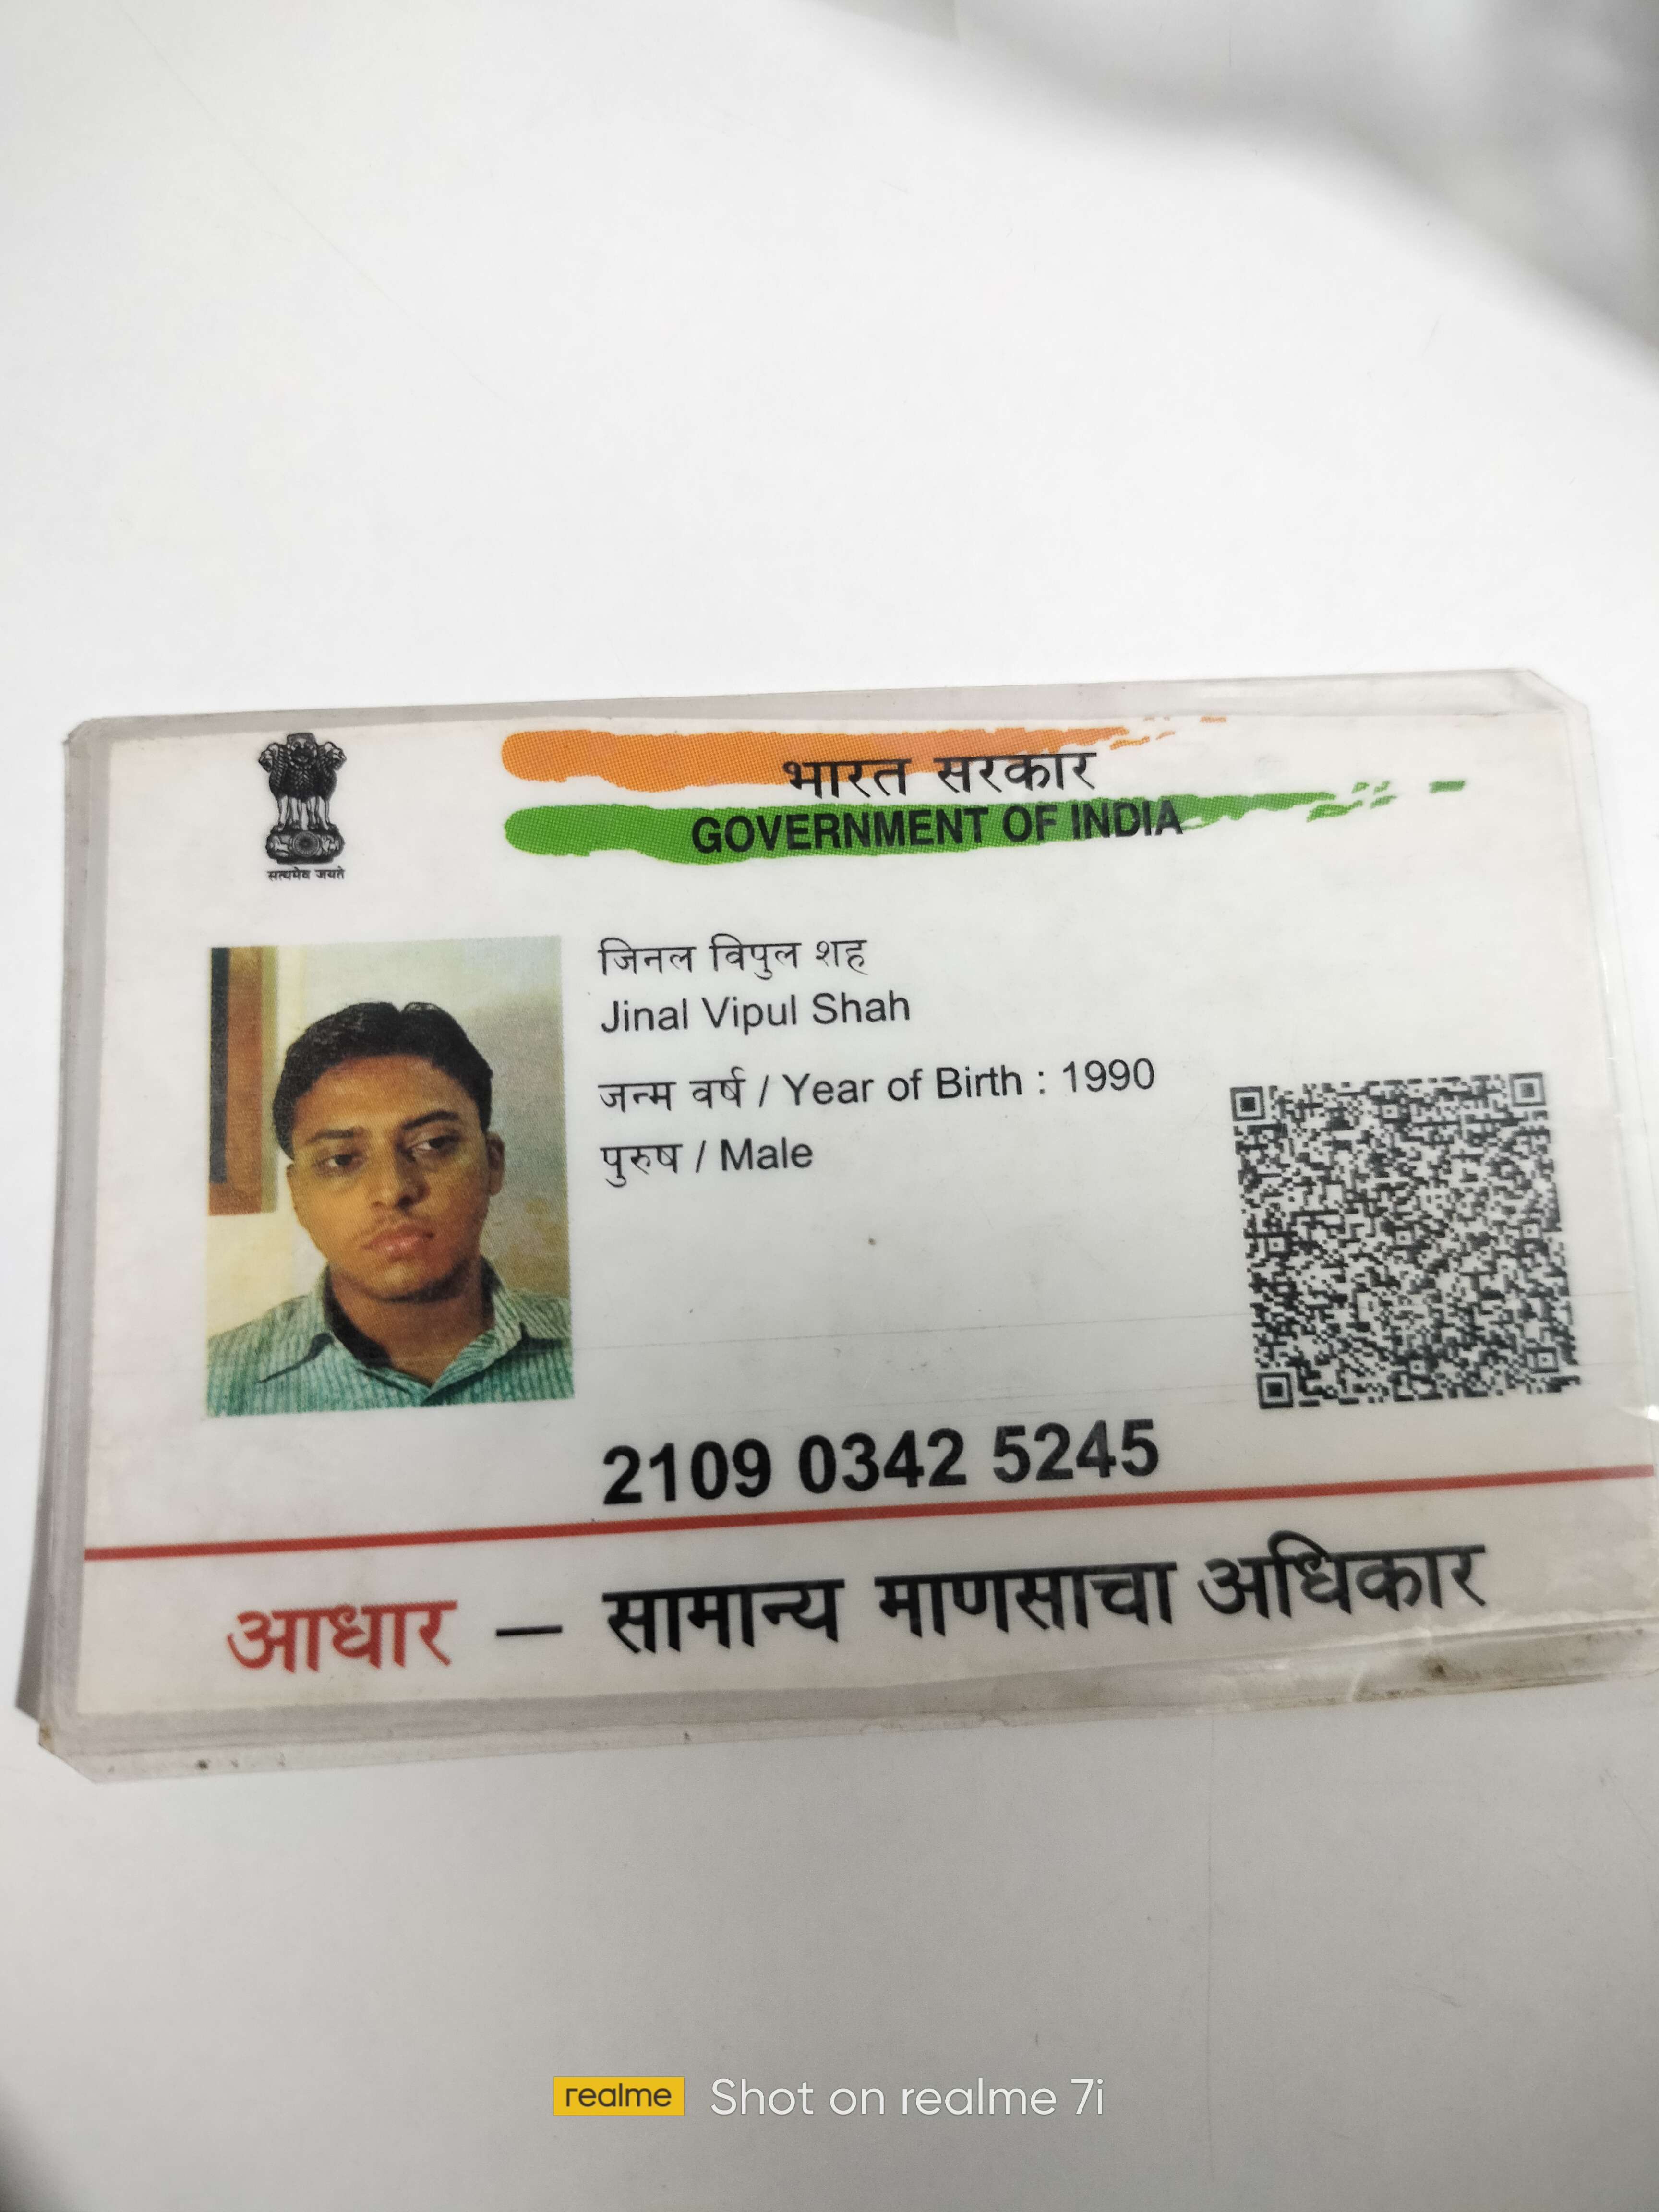 भारत सरकार
GOVERNMENT OF INDIA
सत्यमेव जयते
जिनल विपुल शह
Jinal Vipul Shah
जन्म वर्ष / Year of Birth : 1990
पुरुष / Male
2109 0342 5245
आधार — सामान्य माणसाचा अधिकार
realme Shot on realme 7i